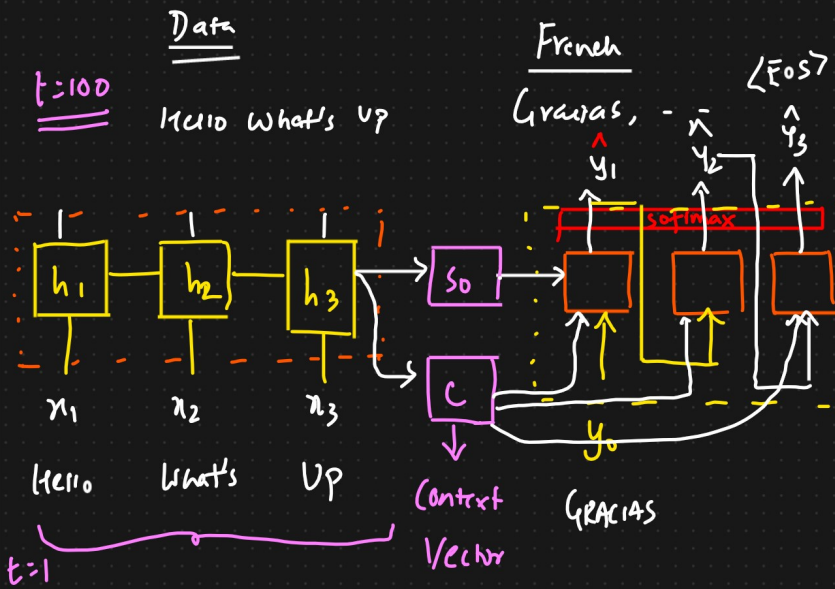 Data
French
t=100
<EOS>
Hello What's up
Gracias, - -
ŷ₁
ŷ₂
ŷ₃
softmax
h₁
h₂
h₃
S₀
C
x₁
x₂
x₃
y₀
Hello
What's
Up
Context
Vector
GRACIAS
t=1